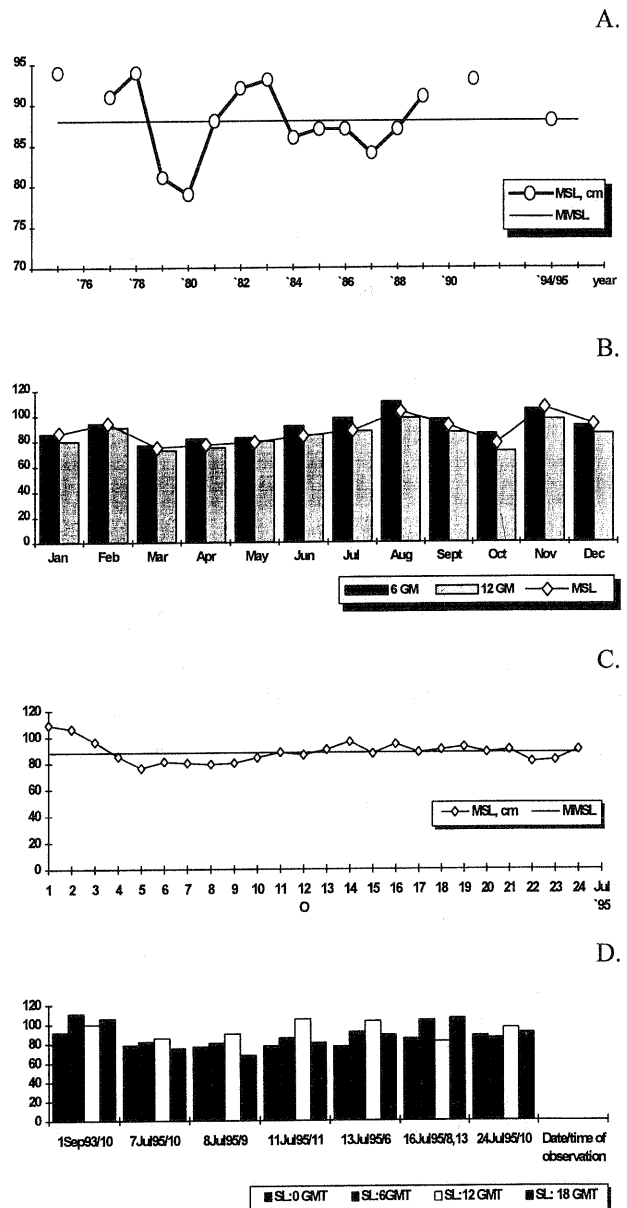 A.
95
90
85
80
75
70
MSL, cm
MMSL
`76 `78 `80 `82 `84 `86 `88 `90 `94/95 year
B.
120
100
80
60
40
20
0
Jan Feb Mar Apr May Jun Jul Aug Sept Oct Nov Dec
6 GM 12 GM MSL
C.
120
100
80
60
40
20
0
MSL, cm MMSL
1 2 3 4 5 6 7 8 9 10 11 12 13 14 15 16 17 18 19 20 21 22 23 24 Jul
O `95
D.
120
100
80
60
40
20
0
1Sep93/10 7Jul95/10 8Jul95/9 11Jul95/11 13Jul95/6 16Jul95/8,13 24Jul95/10 Date/time of
observation
SL:0 GMT SL:6GMT SL:12 GMT SL: 18 GMT